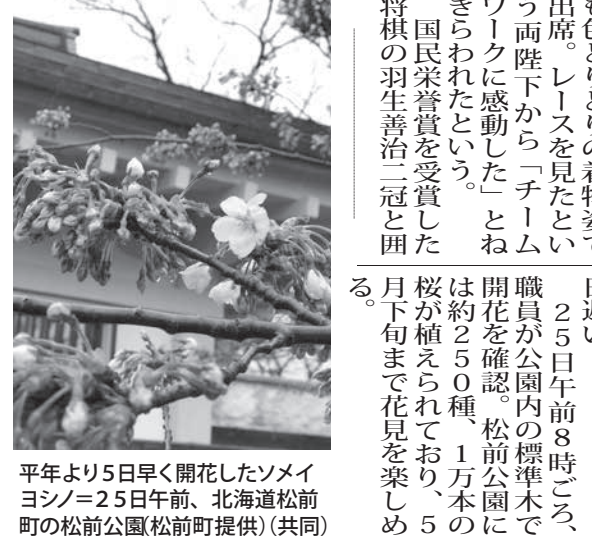 も色とりどりの着物姿で
出席。レースを見たとい
う両陛下から「チーム
ワークに感動した」とね
ぎらわれたという。
国民栄誉賞を受賞した
将棋の羽生善治二冠と囲
日遅い
25日午前8時ごろ、
職員が公園内の標準木で
開花を確認。松前公園に
は約250種、1万本の
桜が植えられており、5
月下旬まで花見を楽しめ
る。
平年より5日早く開花したソメイ
ヨシノ=25日午前、北海道松前
町の松前公園(松前町提供)(共同)